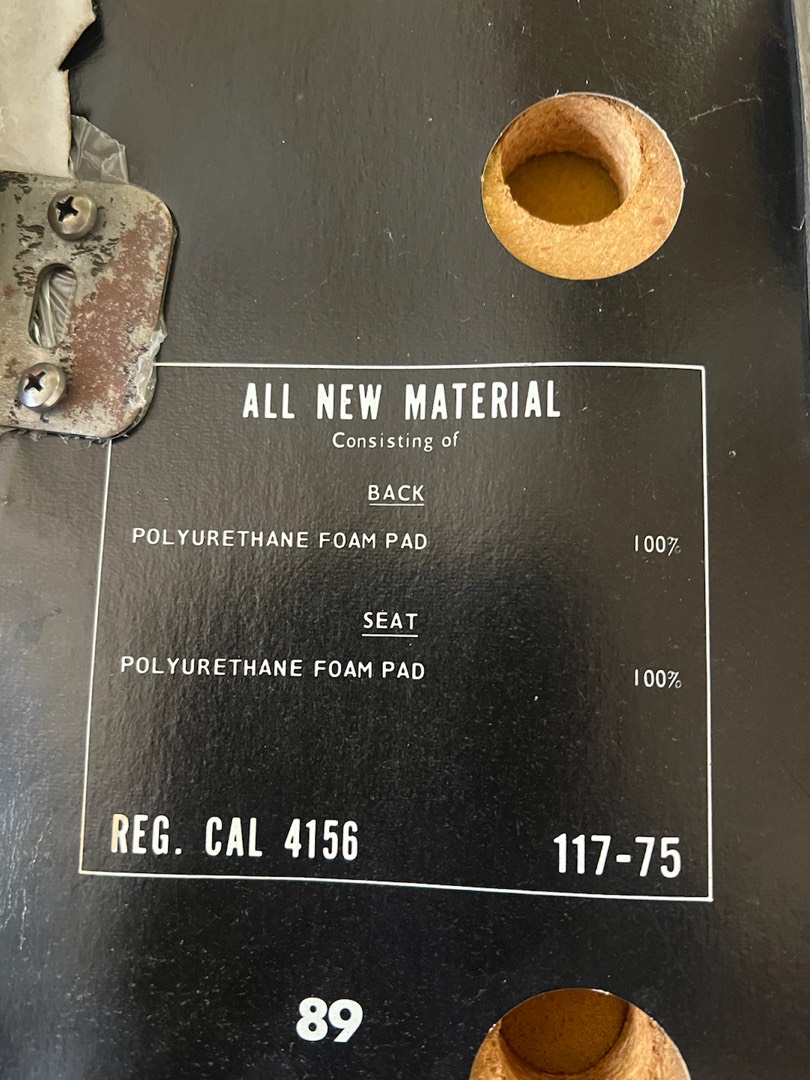 ALL NEW MATERIAL
Consisting of
BACK
POLYURETHANE FOAM PAD 100%
SEAT
POLYURETHANE FOAM PAD 100%
REG. CAL 4156 117-75
89